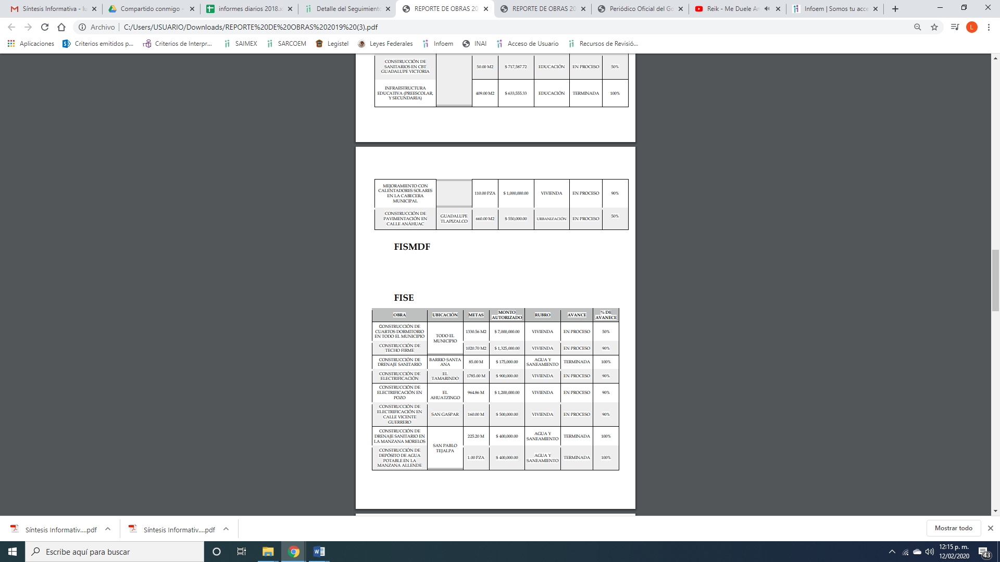 Síntesis Informativa - lu
Compartido conmigo -
informes diarios 2018.x
Detalle del Seguimiento
REPORTE DE OBRAS 20
REPORTE DE OBRAS 20
Periódico Oficial del Go
Reik - Me Duele Am
Infoem | Somos tu acce
Archivo
C:/Users/USUARIO/Downloads/REPORTE%20DE%20OBRAS%202019%20(3).pdf
L
Aplicaciones
Criterios emitidos p...
Criterios de Interpr...
SAIMEX
SARCOEM
Legistel
Leyes Federales
Infoem
INAI
Acceso de Usuario
Recursos de Revisió...
CONSTRUCCIÓN DE
SANITARIOS EN CBT
GUADALUPE VICTORIA
50.00 M2
$ 717,587.72
EDUCACIÓN
EN PROCESO
50%
INFRAESTRUCTURA
EDUCATIVA (PREESCOLAR,
Y SECUNDARIA)
409.00 M2
$ 633,555.33
EDUCACIÓN
TERMINADA
100%
MEJORAMIENTO CON
CALENTADORES SOLARES
EN LA CABECERA
MUNICIPAL
110.00 PZA
$ 1,000,000.00
VIVIENDA
EN PROCESO
90%
CONSTRUCCIÓN DE
PAVIMENTACIÓN EN
CALLE ANÁHUAC
GUADALUPE
TLAPIZALCO
660.00 M2
$ 550,000.00
URBANIZACIÓN
EN PROCESO
50%
FISMDF
FISE
OBRA
UBICACIÓN
METAS
MONTO
AUTORIZADO
RUBRO
AVANCE
% DE
AVANECE
CONSTRUCCIÓN DE
CUARTOS DORMITORIO
EN TODO EL MUNICIPIO
TODO EL
MUNICIPIO
1330.56 M2
$ 7,000,000.00
VIVIENDA
EN PROCESO
50%
CONSTRUCCIÓN DE
TECHO FIRME
1020.70 M2
$ 1,325,000.00
VIVIENDA
EN PROCESO
90%
CONSTRUCCIÓN DE
DRENAJE SANITARIO
BARRIO SANTA
ANA
85.00 M
$ 175,000.00
AGUA Y
SANEAMIENTO
TERMINADA
100%
CONSTRUCCIÓN DE
ELECTRIFICACIÓN
EL
TAMARINDO
1785.00 M
$ 900,000.00
VIVIENDA
EN PROCESO
90%
CONSTRUCCIÓN DE
ELECTRIFICACIÓN EN
POZO
EL
AHUATZINGO
964.86 M
$ 1,200,000.00
VIVIENDA
EN PROCESO
90%
CONSTRUCCIÓN DE
ELECTRIFICACIÓN EN
CALLE VICENTE
GUERRERO
SAN GASPAR
160.00 M
$ 500,000.00
VIVIENDA
EN PROCESO
90%
CONSTRUCCIÓN DE
DRENAJE SANITARIO EN
LA MANZANA MORELOS
SAN PABLO
TEJALPA
225.20 M
$ 400,000.00
AGUA Y
SANEAMIENTO
TERMINADA
100%
CONSTRUCCIÓN DE
DEPÓSITO DE AGUA
POTABLE EN LA
MANZANA ALLENDE
1.00 PZA
$ 400,000.00
AGUA Y
SANEAMIENTO
TERMINADA
100%
Síntesis Informativ....pdf
Síntesis Informativ....pdf
Mostrar todo
Escribe aquí para buscar
12:15 p. m.
12/02/2020
43